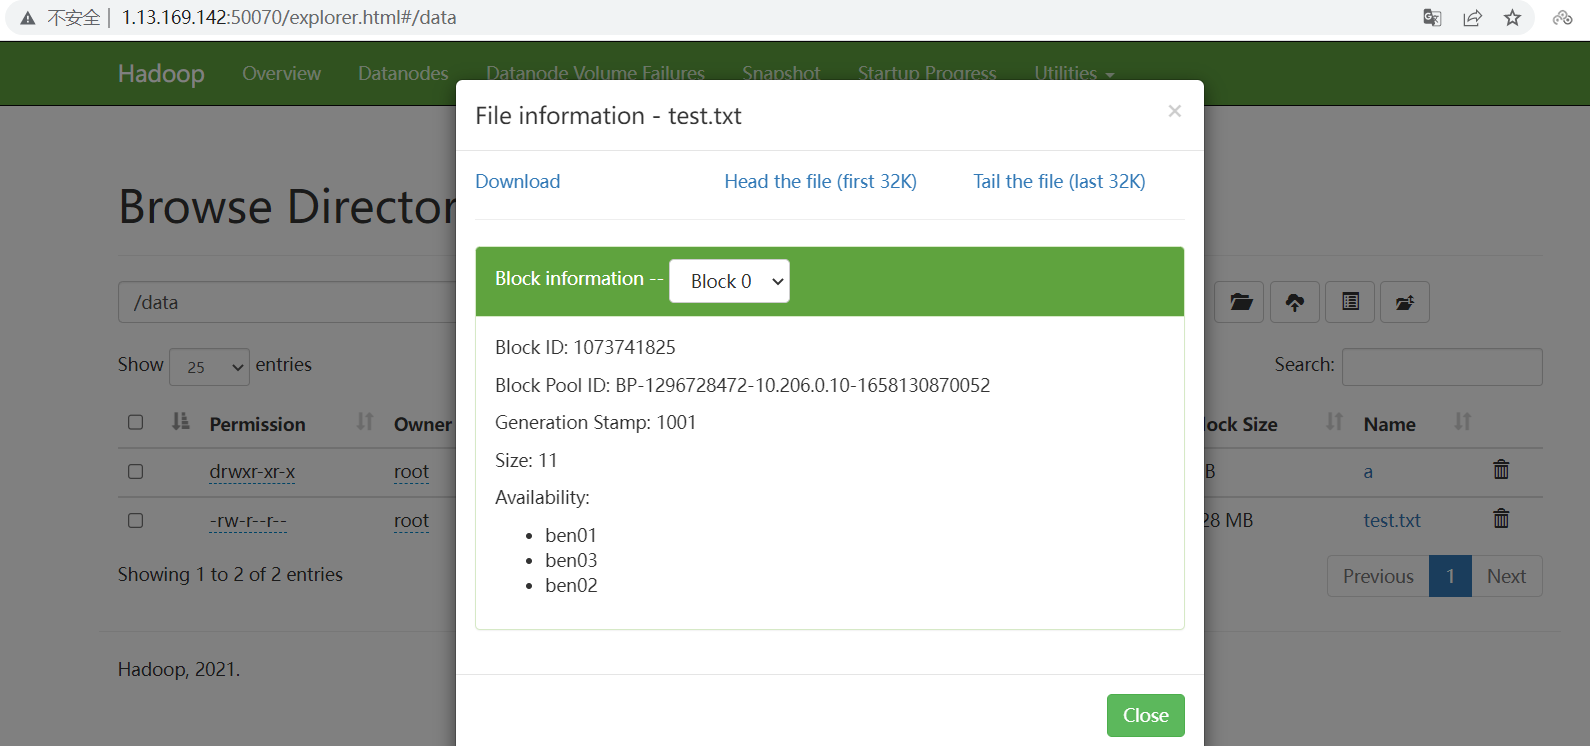 不安全 | 1.13.169.142:50070/explorer.html#/data
Hadoop Overview Datanodes Datanode Volume Failures Snapshot Startup Progress Utilities
File information - test.txt ×
Download Head the file (first 32K) Tail the file (last 32K)
Browse Director
Block information -- Block 0
/data
Block ID: 1073741825
Show 25 entries Search:
Block Pool ID: BP-1296728472-10.206.0.10-1658130870052
Generation Stamp: 1001
Permission Owner lock Size Name
Size: 11
drwxr-xr-x root B a
Availability:
-rw-r--r-- root 28 MB test.txt
ben01
ben03
ben02
Showing 1 to 2 of 2 entries Previous 1 Next
Hadoop, 2021.
Close